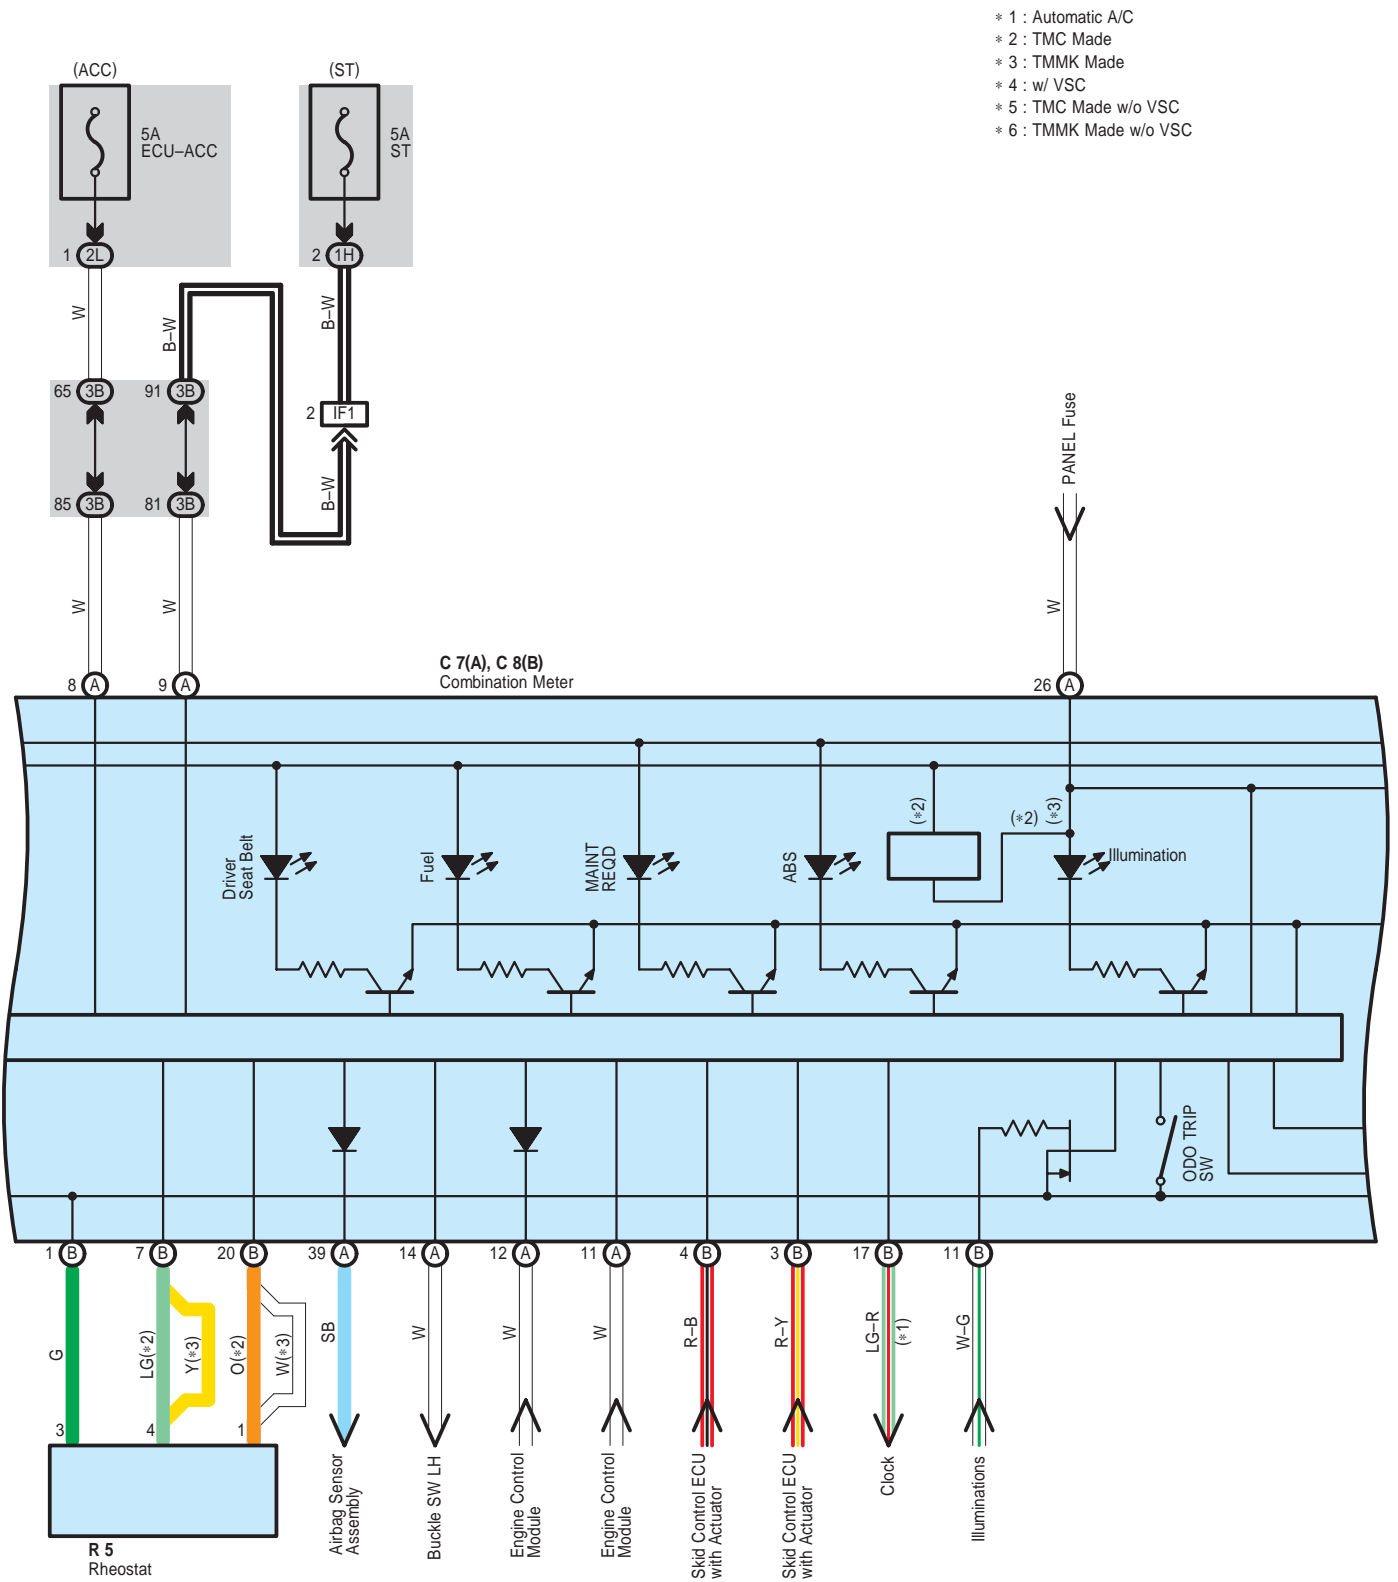 ∗ 1 : Automatic A/C
∗ 2 : TMC Made
∗ 3 : TMMK Made
∗ 4 : w/ VSC
∗ 5 : TMC Made w/o VSC
∗ 6 : TMMK Made w/o VSC
(ACC)
(ST)
5A
ECU–ACC
5A
ST
1 2L
2 1H
W
B–W
B–W
65 3B
91 3B
2 IF1
PANEL Fuse
85 3B
81 3B
B–W
W
W
W
C 7(A), C 8(B)
Combination Meter
8 A
9 A
26 A
(∗2)
(∗2)
(∗3)
Driver
Seat Belt
Fuel
MAINT
REQD
ABS
Illumination
ODO TRIP
SW
1 B
7 B
20 B
39 A
14 A
12 A
11 A
4 B
3 B
17 B
11 B
G
LG(∗2)
Y(∗3)
O(∗2)
W(∗3)
SB
W
W
W
R–B
R–Y
LG–R
(∗1)
W–G
3
4
1
R 5
Rheostat
Airbag Sensor
Assembly
Buckle SW LH
Engine Control
Module
Engine Control
Module
Skid Control ECU
with Actuator
Skid Control ECU
with Actuator
Clock
Illuminations